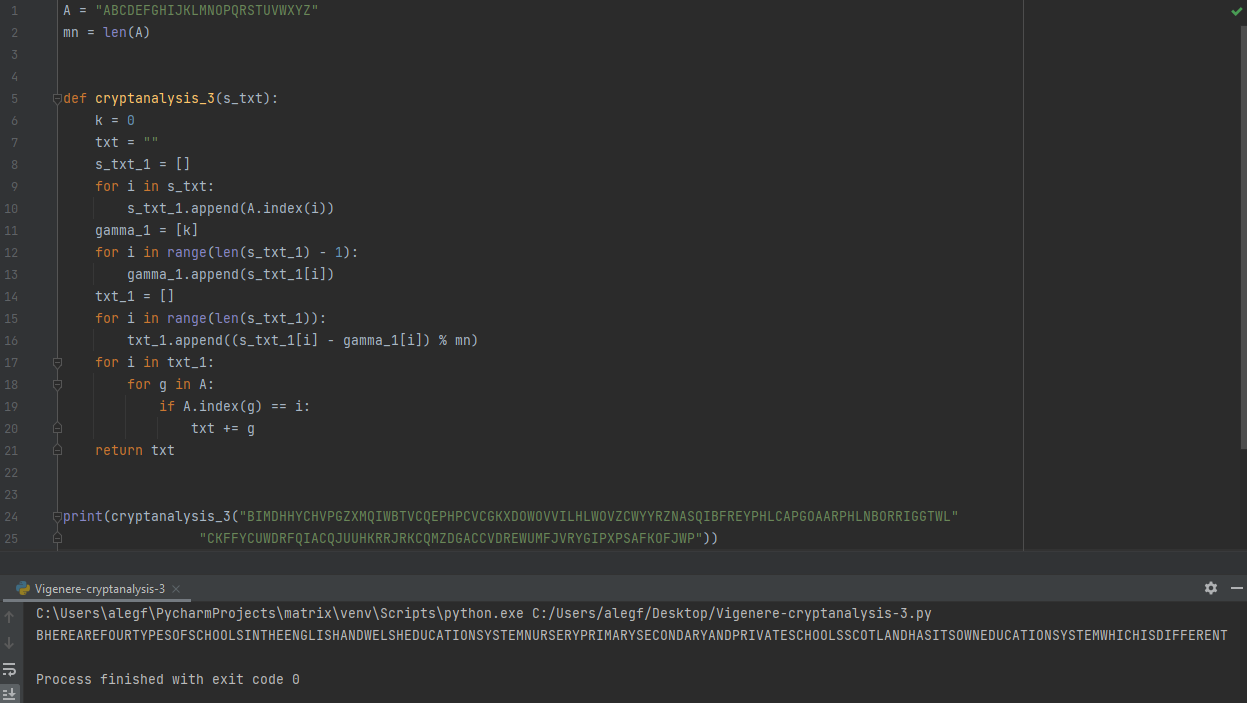 1 A = "ABCDEFGHIJKLMNOPQRSTUVWXYZ"
2 mn = len(A)
3
4
5 def cryptanalysis_3(s_txt):
6     k = 0
7     txt = ""
8     s_txt_1 = []
9     for i in s_txt:
10         s_txt_1.append(A.index(i))
11     gamma_1 = [k]
12     for i in range(len(s_txt_1) - 1):
13         gamma_1.append(s_txt_1[i])
14     txt_1 = []
15     for i in range(len(s_txt_1)):
16         txt_1.append((s_txt_1[i] - gamma_1[i]) % mn)
17     for i in txt_1:
18         for g in A:
19             if A.index(g) == i:
20                 txt += g
21     return txt
22
23
24 print(cryptanalysis_3("BIMDHHYCHVPGZXMQIWBTVCQEPHPCVCGKXDOWOVVILHLWOVZCWYYRZNASQIBFREYPHLCAPGOAARPHLNBORRIGGTWL"
25                  "CKFFYCUWDRFQIACQJUUHKRRJRKCQMZDGACCVDREWUMFJVRYGIPXPSAFKOFJWP"))
Vigenere-cryptanalysis-3
C:\Users\alegf\PycharmProjects\matrix\venv\Scripts\python.exe C:/Users/alegf/Desktop/Vigenere-cryptanalysis-3.py
BHEREAREFOURTYPESOFSCHOOLSINTHEENGLISHANDWELSHEDUCATIONSYSTEMNURSERYPRIMARYSECONDARYANDPRIVATESCHOOLSSCOTLANDHASITSOWNEDUCATIONSYSTEMWHICHISDIFFERENT
Process finished with exit code 0